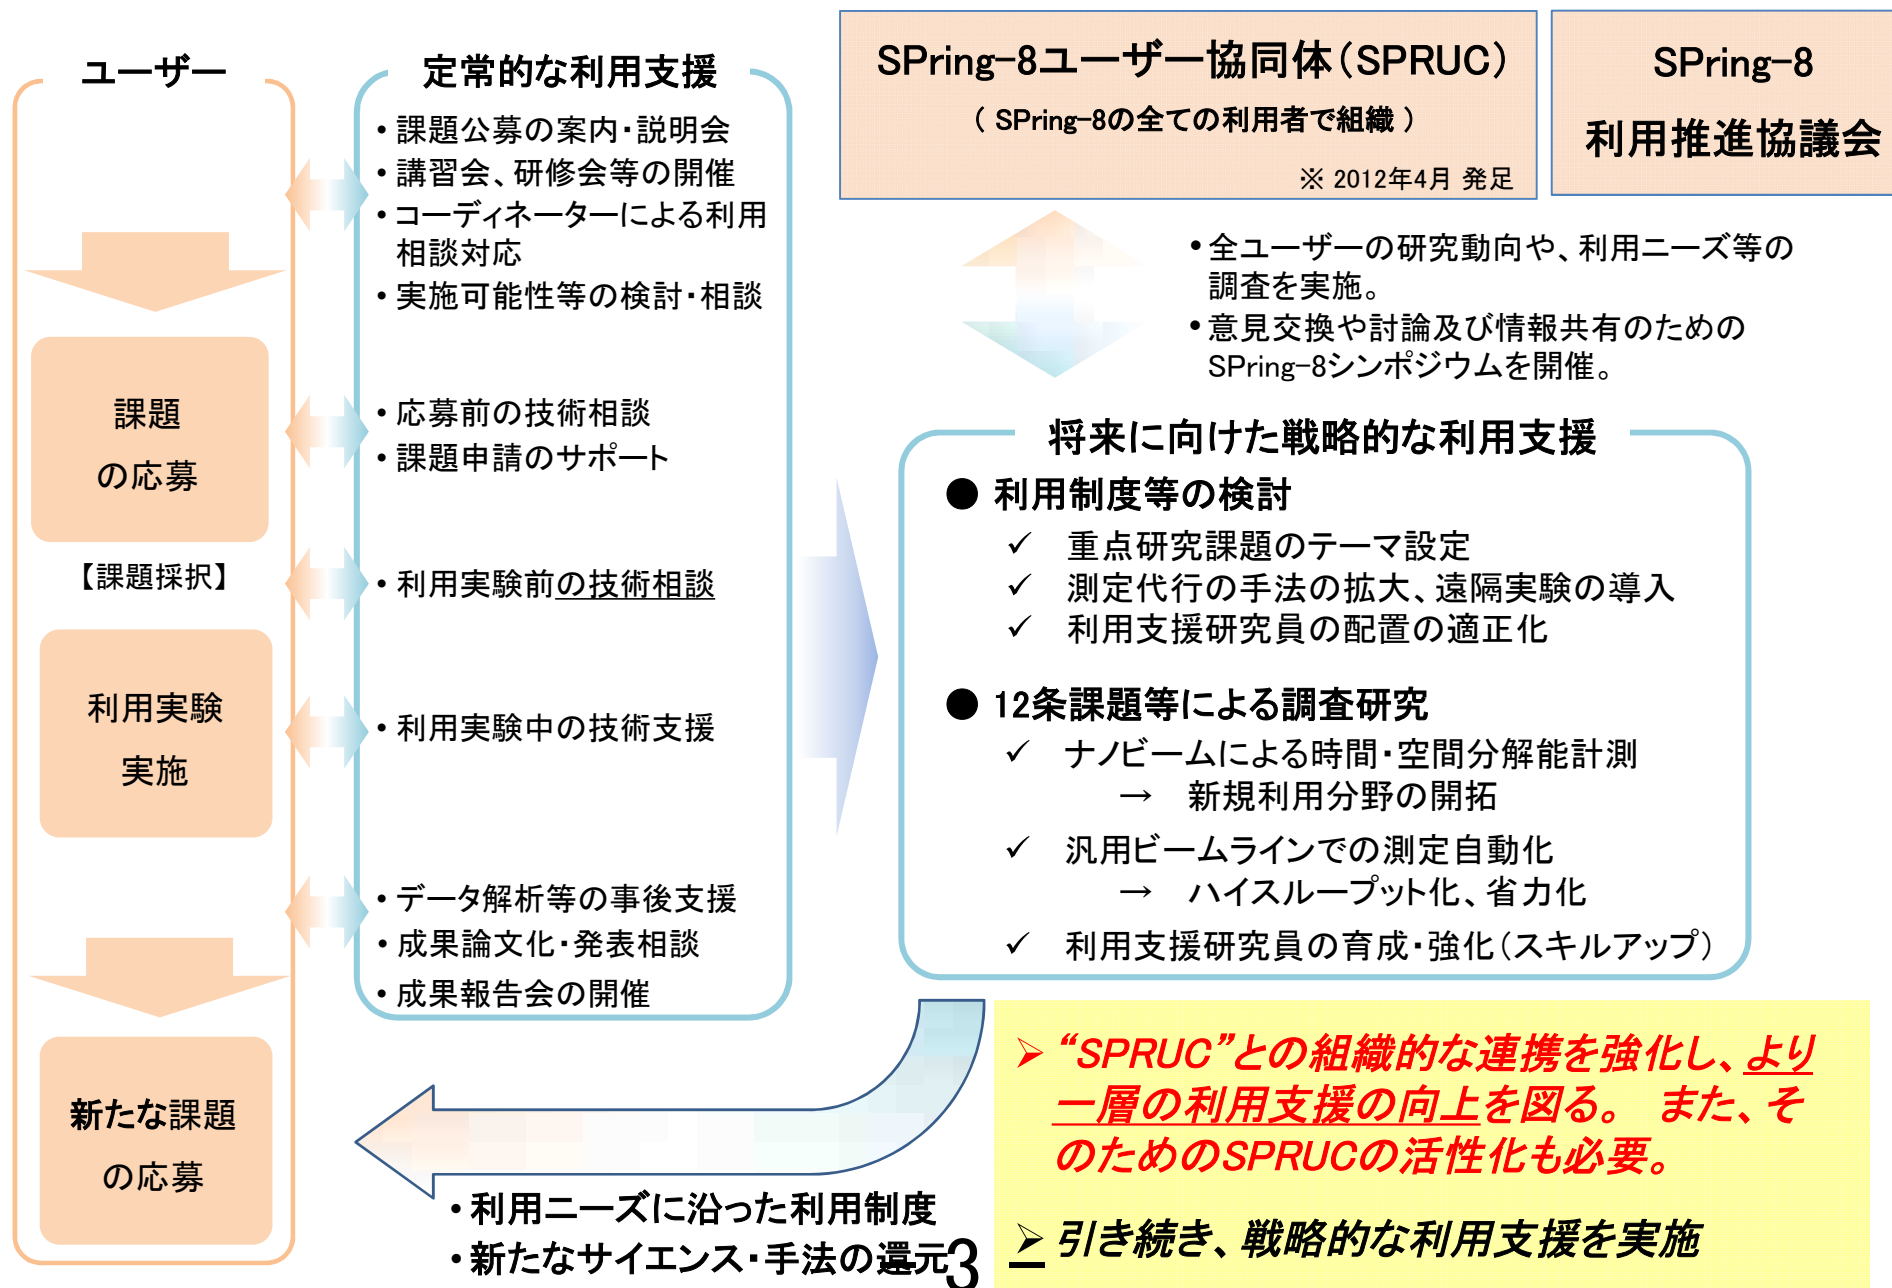 ユーザー
課題
の応募
【課題採択】
利用実験
実施
新たな課題
の応募
定常的な利用支援
•課題公募の案内・説明会
•講習会、研修会等の開催
•コーディネーターによる利用
相談対応
•実施可能性等の検討・相談
•応募前の技術相談
•課題申請のサポート
•利用実験前の技術相談
•利用実験中の技術支援
•データ解析等の事後支援
•成果論文化・発表相談
•成果報告会の開催
SPring-8ユーザー協同体(SPRUC)
( SPring-8の全ての利用者で組織 )
※ 2012年4月 発足
SPring-8
利用推進協議会
•全ユーザーの研究動向や、利用ニーズ等の
調査を実施。
•意見交換や討論及び情報共有のための
SPring-8シンポジウムを開催。
将来に向けた戦略的な利用支援
● 利用制度等の検討
✓ 重点研究課題のテーマ設定
✓ 測定代行の手法の拡大、遠隔実験の導入
✓ 利用支援研究員の配置の適正化
● 12条課題等による調査研究
✓ ナノビームによる時間・空間分解能計測
→ 新規利用分野の開拓
✓ 汎用ビームラインでの測定自動化
→ ハイスループット化、省力化
✓ 利用支援研究員の育成・強化(スキルアップ)
➢ “SPRUC”との組織的な連携を強化し、より
一層の利用支援の向上を図る。 また、そ
のためのSPRUCの活性化も必要。
➢ 引き続き、戦略的な利用支援を実施
•利用ニーズに沿った利用制度
•新たなサイエンス・手法の還元
3